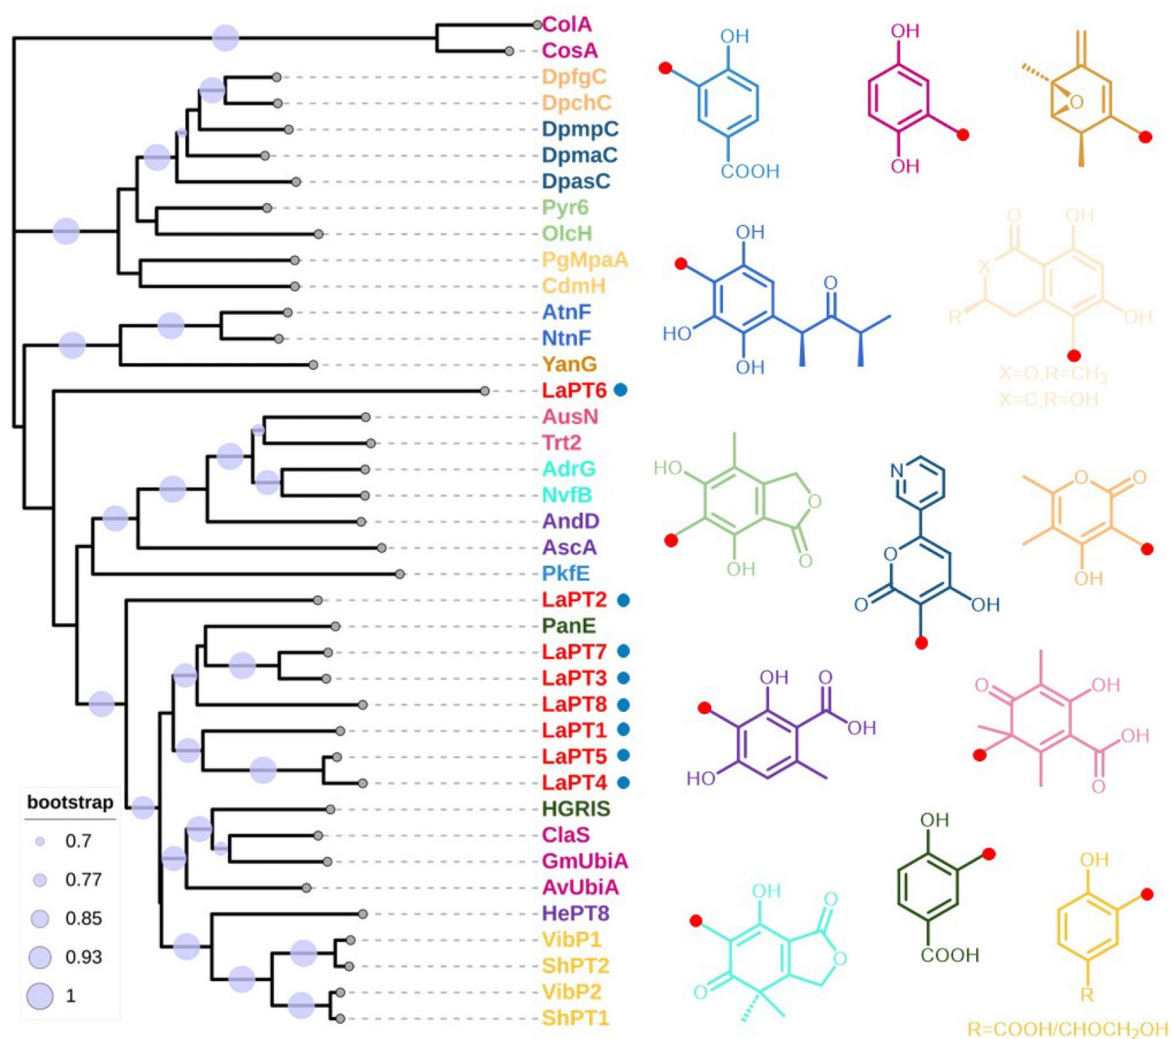 ColA
CosA
DpfgC
DpchC
DpmpC
DpmaC
DpasC
Pyr6
OlcH
PgMpaA
CdmH
AtnF
NtnF
YanG
LaPT6
AusN
Trt2
AdrG
NvfB
AndD
AscA
PkfE
LaPT2
PanE
LaPT7
LaPT3
LaPT8
LaPT1
LaPT5
LaPT4
HGRIS
ClaS
GmUbiA
AvUbiA
HePT8
VibP1
ShPT2
VibP2
ShPT1
bootstrap
0.7
0.77
0.85
0.93
1
OH
COOH
OH
OH
O
OH
O
HO
OH
O
OH
X
R
OH
X=O,R=CH3
X=C,R=OH
HO
O
OH
O
N
O
O
OH
O
O
OH
OH
O
OH
HO
O
OH
OH
O
OH
O
O
O
OH
COOH
OH
R
R=COOH/CHOCH2OH